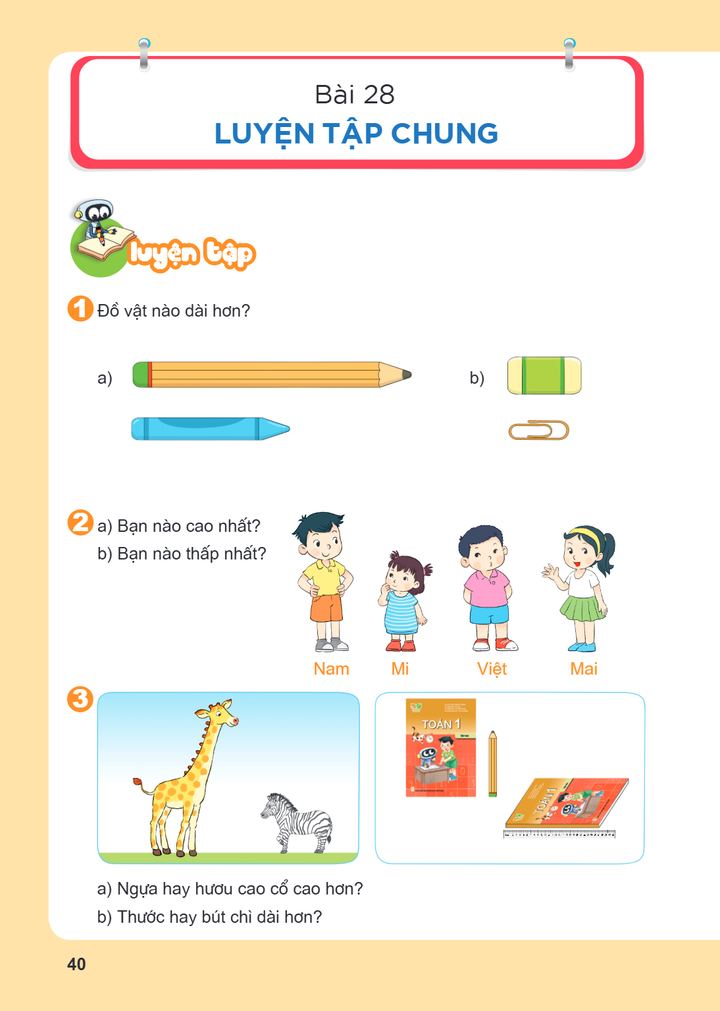 Bài 28
LUYỆN TẬP CHUNG
luyện tập
1 Đồ vật nào dài hơn?
a)
b)
2 a) Bạn nào cao nhất?
b) Bạn nào thấp nhất?
Nam Mi Việt Mai
3
TOÁN 1
TOÁN 1
a) Ngựa hay hươu cao cổ cao hơn?
b) Thước hay bút chì dài hơn?
40